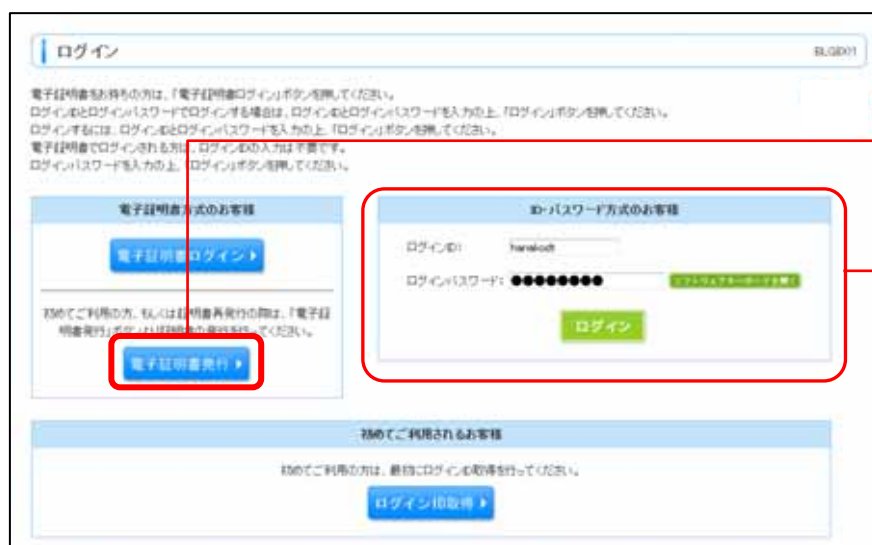 ログイン
BLGI001
電子証明書をお持ちの方は、「電子証明書ログイン」ボタンを押してください。
ログインIDとログインパスワードでログインする場合は、ログインIDとログインパスワードを入力の上、「ログイン」ボタンを押してください。
ログインするには、ログインIDとログインパスワードを入力の上、「ログイン」ボタンを押してください。
電子証明書でログインされる方は、ログインIDの入力は不要です。
ログインパスワードを入力の上、「ログイン」ボタンを押してください。
電子証明書方式のお客様
電子証明書ログイン
初めてご利用の方、もしくは証明書再発行の際は、「電子証
明書発行」ボタンより証明書の発行を行ってください。
電子証明書発行
ID・パスワード方式のお客様
ログインID:
ログインパスワード: ●●●●●●●●
ソフトウェアキーボードを開く
ログイン
初めてご利用されるお客様
初めてご利用の方は、最初にログインID取得を行ってください。
ログインID取得